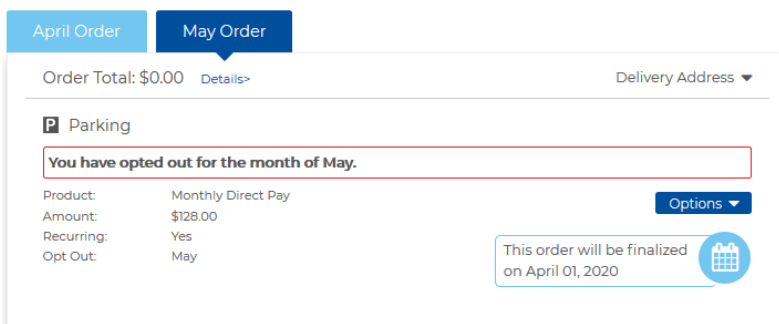 April Order
May Order
Order Total: $0.00 Details>
Delivery Address
P Parking
You have opted out for the month of May.
Product: Monthly Direct Pay
Options
Amount: $128.00
Recurring: Yes
Opt Out: May
This order will be finalized
on April 01, 2020